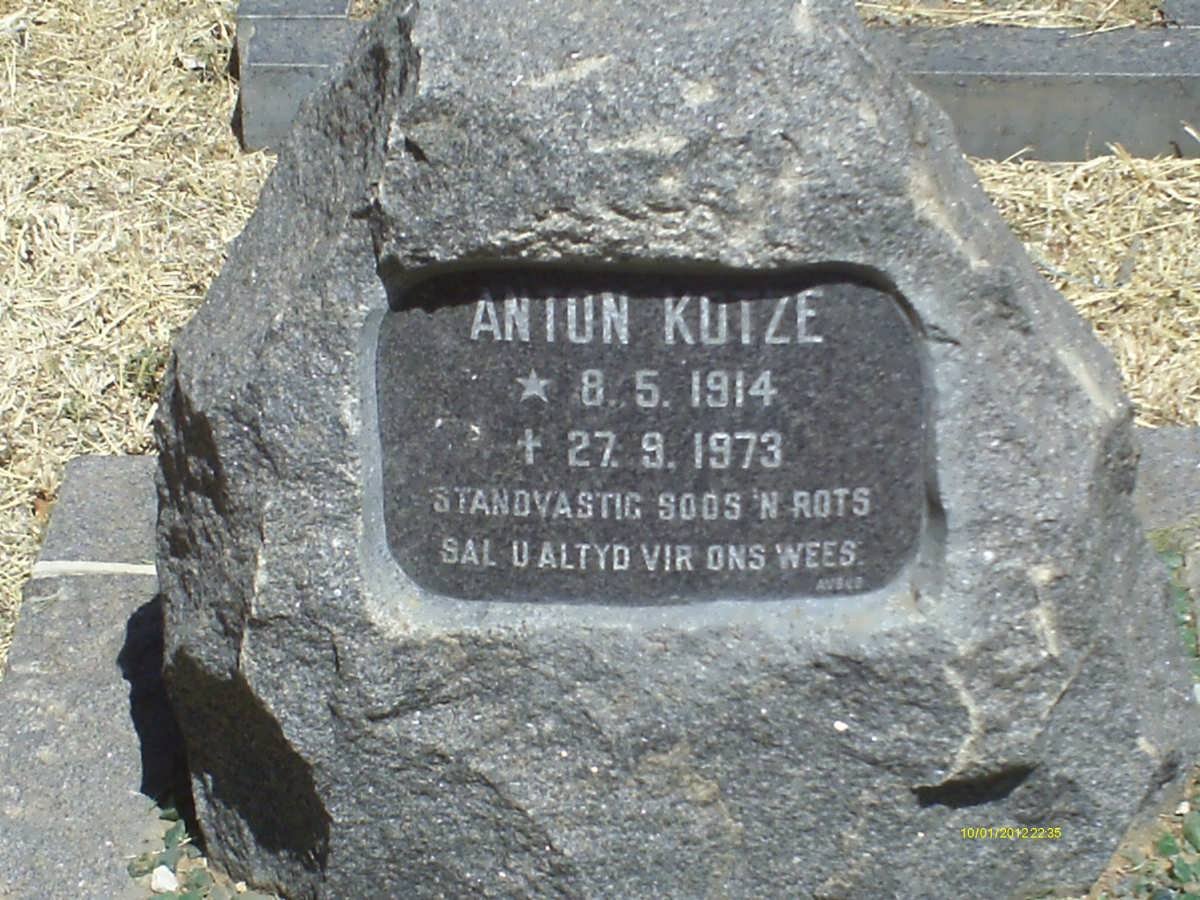 ANTON KOTZE
★ 8. 5. 1914
✝ 27. 9. 1973
STANDVASTIG SOOS 'N ROTS
SAL U ALTYD VIR ONS WEES.
10/01/2012 22:35